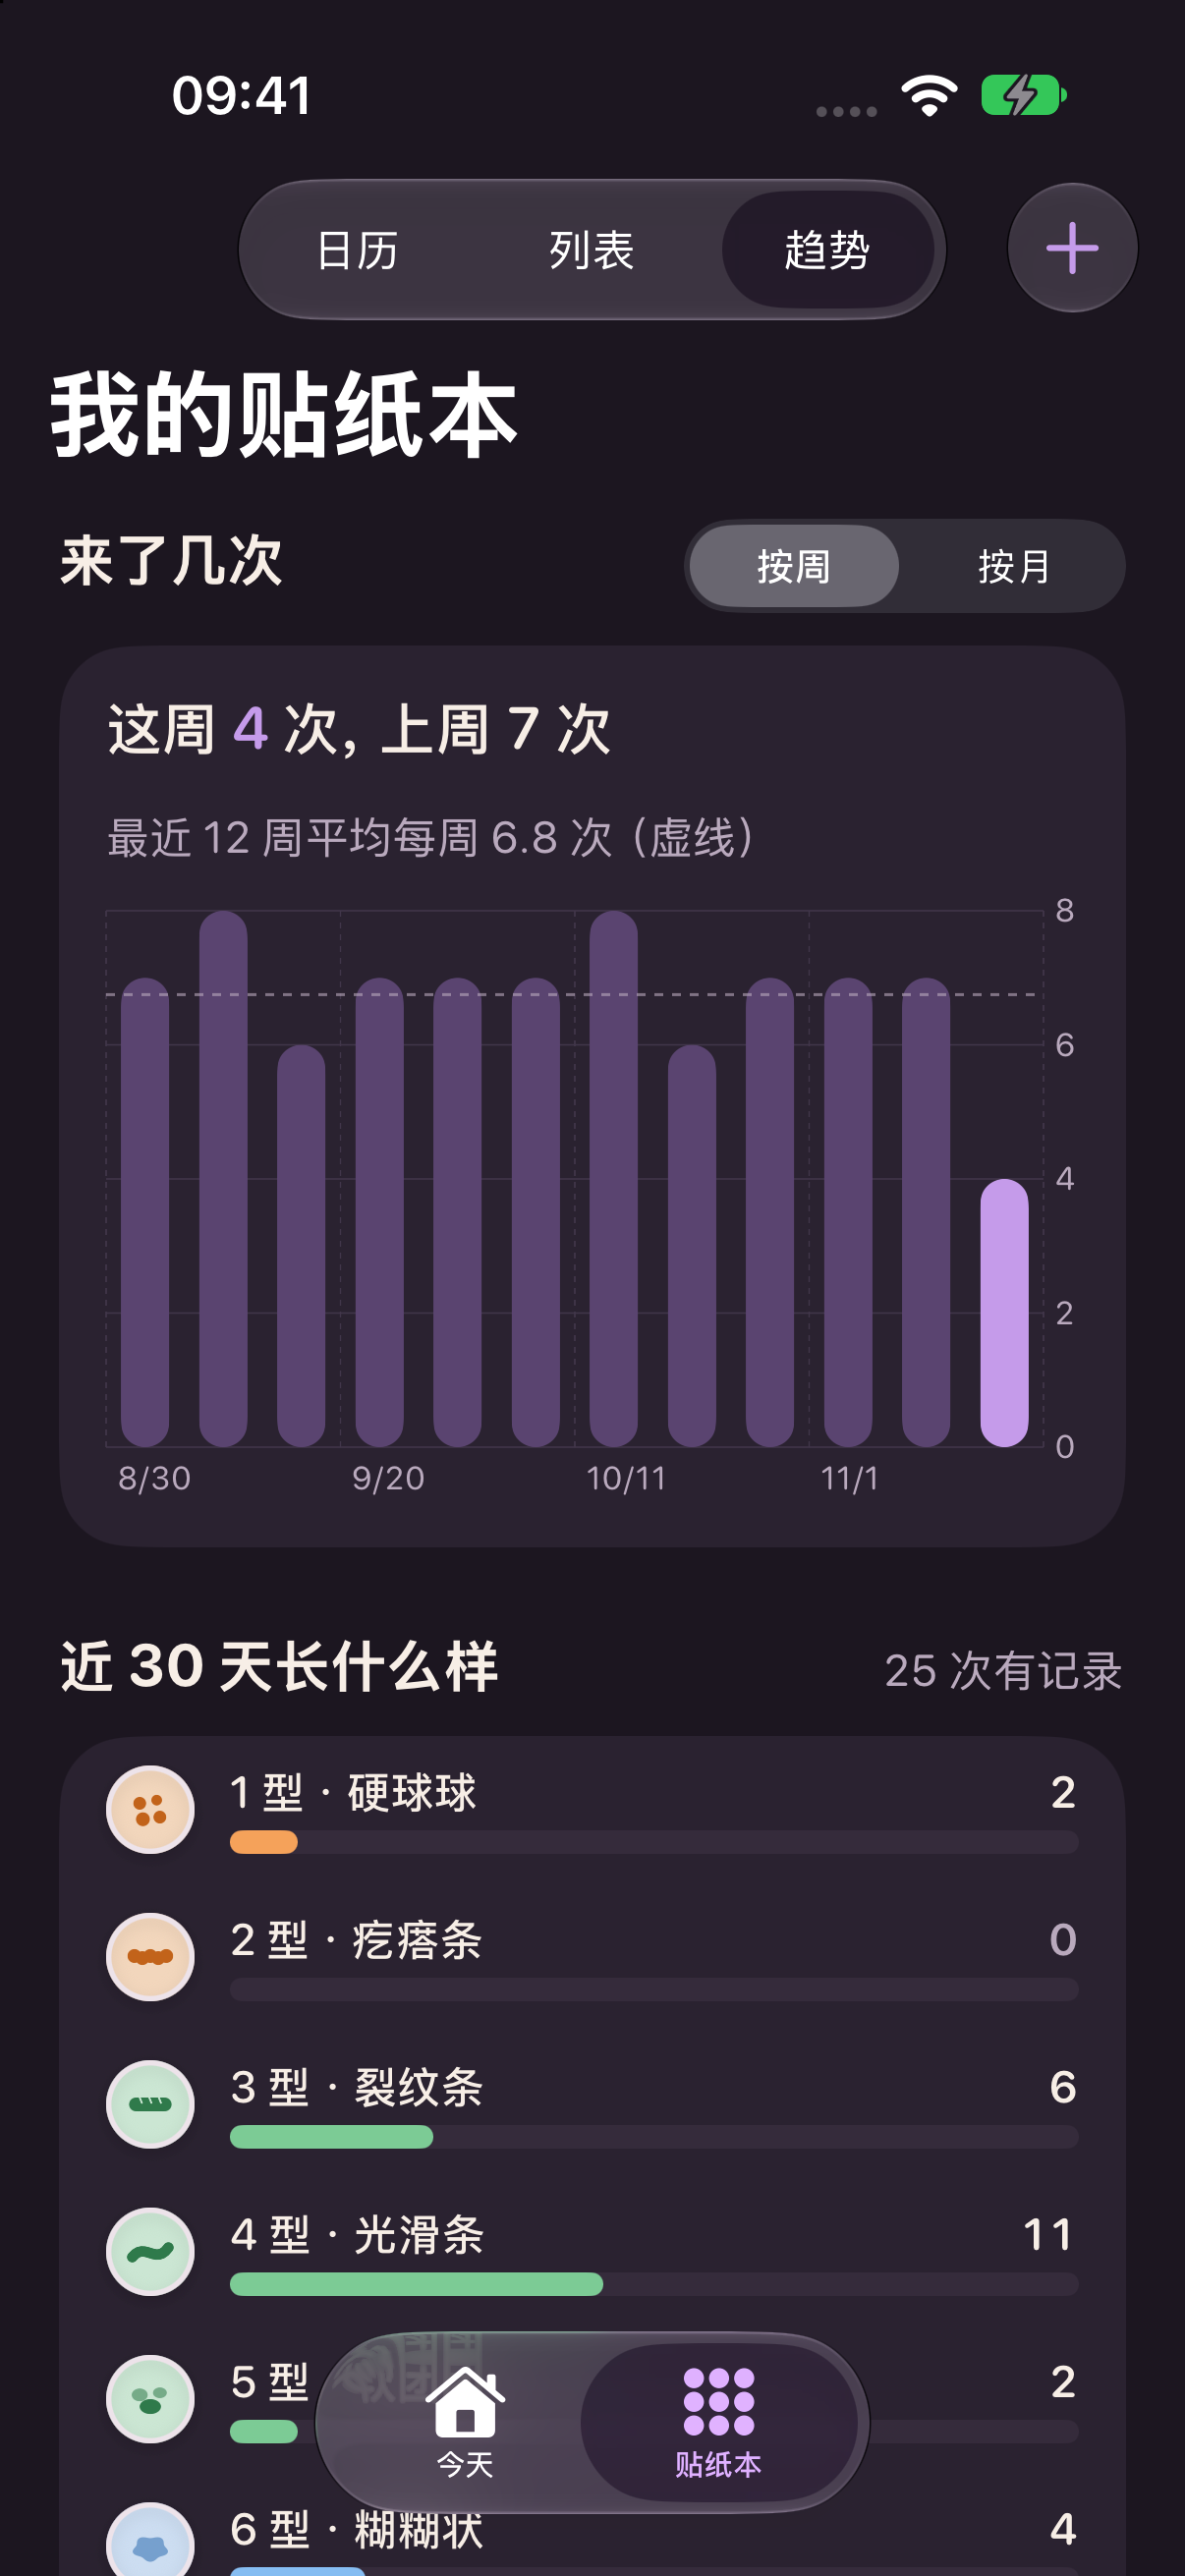 09:41
日历 列表 趋势
我的贴纸本
来了几次
按周 按月
这周 4 次，上周 7 次
最近 12 周平均每周 6.8 次（虚线）
8
6
4
2
0
8/30 9/20 10/11 11/1
近 30 天长什么样
25 次有记录
1 型 · 硬球球 2
2 型 · 疙瘩条 0
3 型 · 裂纹条 6
4 型 · 光滑条 11
5 型 2
今天 贴纸本
6 型 · 糊糊状 4